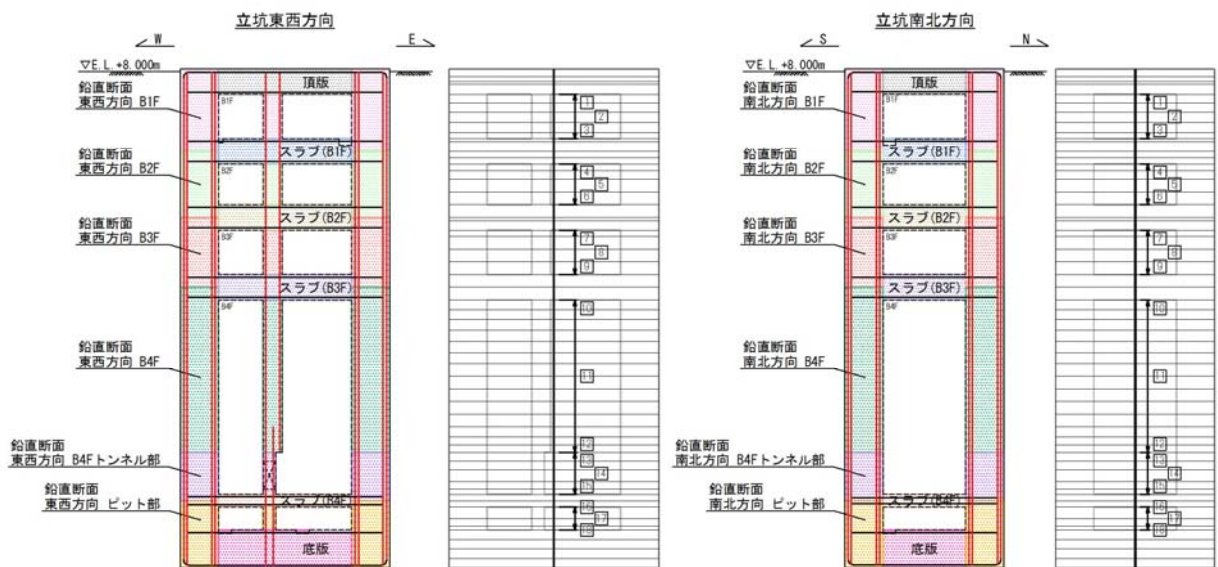 立坑東西方向
W
E
▽E.L.+8.000m
頂版
鉛直断面
東西方向 B1F
B1F
スラブ(B1F)
鉛直断面
東西方向 B2F
B2F
スラブ(B2F)
鉛直断面
東西方向 B3F
B3F
スラブ(B3F)
B4F
鉛直断面
東西方向 B4F
鉛直断面
東西方向 B4Fトンネル部
スラブ(B4F)
鉛直断面
東西方向 ピット部
底版
1
2
3
4
5
6
7
8
9
10
11
12
13
14
15
16
17
18
立坑南北方向
S
N
▽E.L.+8.000m
頂版
鉛直断面
南北方向 B1F
B1F
スラブ(B1F)
鉛直断面
南北方向 B2F
B2F
スラブ(B2F)
鉛直断面
南北方向 B3F
B3F
スラブ(B3F)
B4F
鉛直断面
南北方向 B4F
鉛直断面
南北方向 B4Fトンネル部
スラブ(B4F)
鉛直断面
南北方向 ピット部
底版
1
2
3
4
5
6
7
8
9
10
11
12
13
14
15
16
17
18